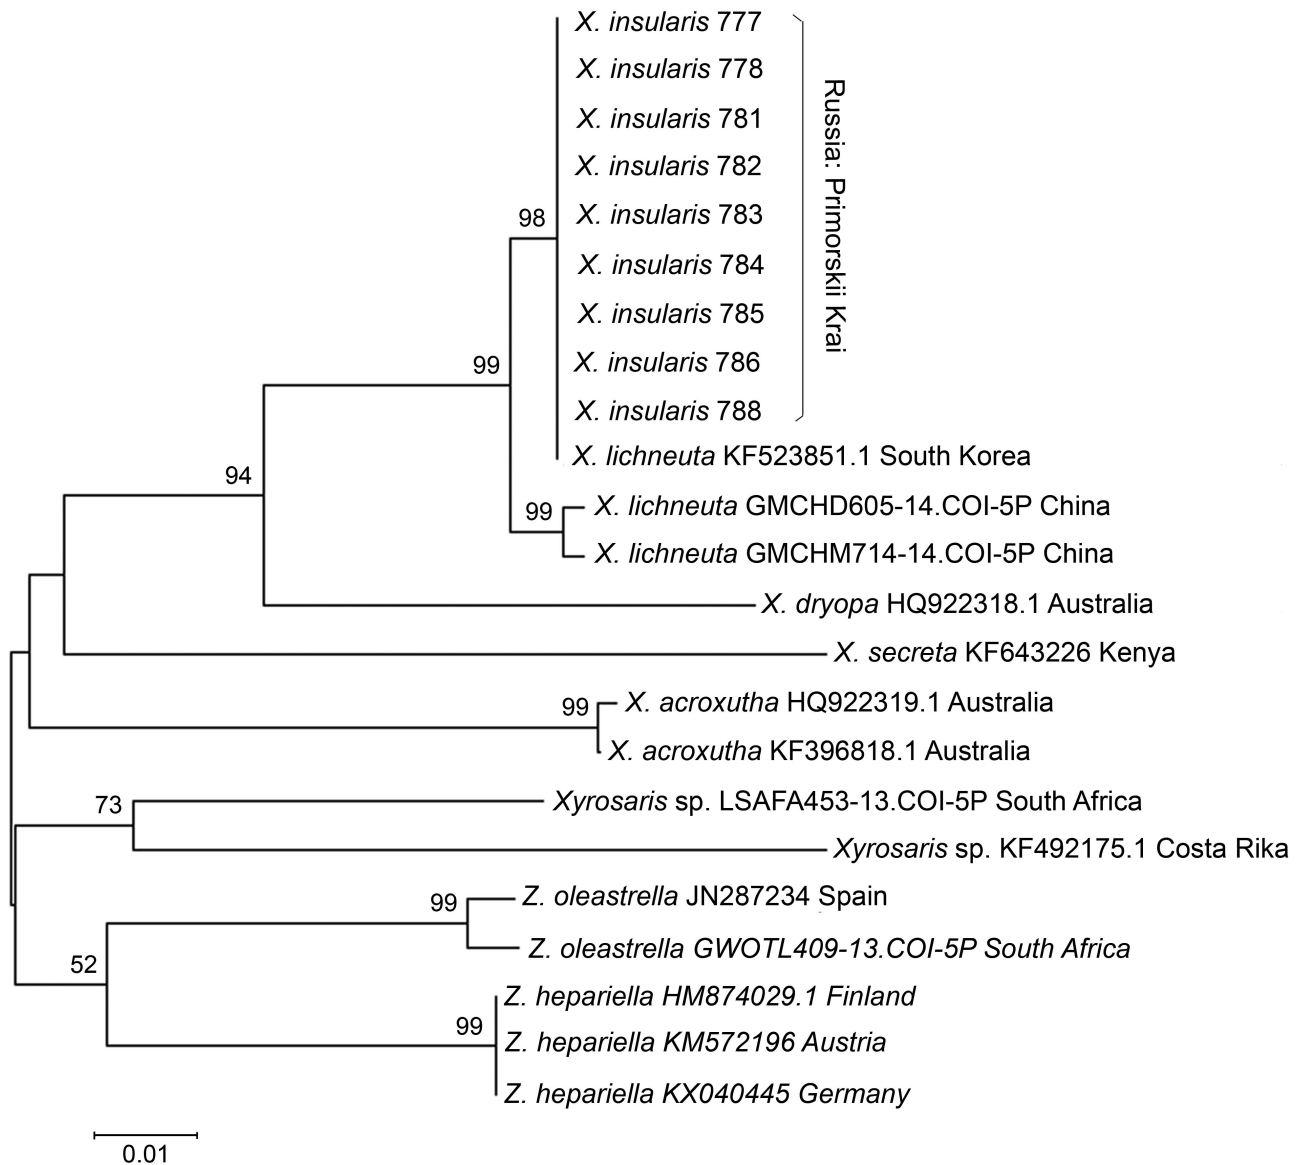 X. insularis 777
X. insularis 778
X. insularis 781
X. insularis 782
X. insularis 783
X. insularis 784
X. insularis 785
X. insularis 786
X. insularis 788
Russia: Primorskii Krai
X. lichneuta KF523851.1 South Korea
X. lichneuta GMCHD605-14.COI-5P China
X. lichneuta GMCHM714-14.COI-5P China
X. dryopa HQ922318.1 Australia
X. secreta KF643226 Kenya
X. acroxutha HQ922319.1 Australia
X. acroxutha KF396818.1 Australia
Xyrosaris sp. LSAFA453-13.COI-5P South Africa
Xyrosaris sp. KF492175.1 Costa Rika
Z. oleastrella JN287234 Spain
Z. oleastrella GWOTL409-13.COI-5P South Africa
Z. hepariella HM874029.1 Finland
Z. hepariella KM572196 Austria
Z. hepariella KX040445 Germany
98
99
94
99
99
73
99
52
99
0.01